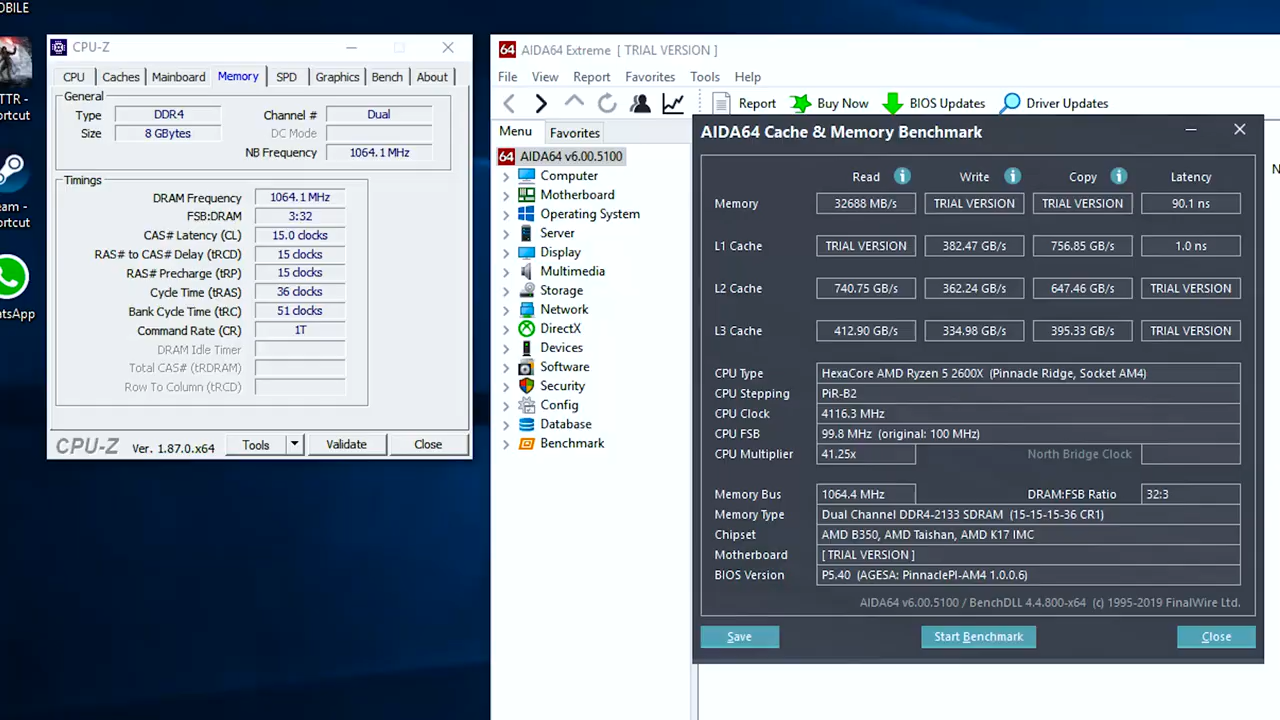 OBILE
TTR -
ortcut
eam -
ortcut
atsApp
CPU-Z
CPU Caches Mainboard Memory SPD Graphics Bench About
General
Type DDR4 Channel # Dual
Size 8 GBytes DC Mode
NB Frequency 1064.1 MHz
Timings
DRAM Frequency 1064.1 MHz
FSB:DRAM 3:32
CAS# Latency (CL) 15.0 clocks
RAS# to CAS# Delay (tRCD) 15 clocks
RAS# Precharge (tRP) 15 clocks
Cycle Time (tRAS) 36 clocks
Bank Cycle Time (tRC) 51 clocks
Command Rate (CR) 1T
DRAM Idle Timer
Total CAS# (tRDRAM)
Row To Column (tRCD)
CPU-Z Ver. 1.87.0.x64 Tools Validate Close
64 AIDA64 Extreme [ TRIAL VERSION ]
File View Report Favorites Tools Help
Report Buy Now BIOS Updates Driver Updates
Menu Favorites
64 AIDA64 v6.00.5100
Computer
Motherboard
Operating System
Server
Display
Multimedia
Storage
Network
DirectX
Devices
Software
Security
Config
Database
Benchmark
N
AIDA64 Cache & Memory Benchmark
Read Write Copy Latency
Memory 32688 MB/s TRIAL VERSION TRIAL VERSION 90.1 ns
L1 Cache TRIAL VERSION 382.47 GB/s 756.85 GB/s 1.0 ns
L2 Cache 740.75 GB/s 362.24 GB/s 647.46 GB/s TRIAL VERSION
L3 Cache 412.90 GB/s 334.98 GB/s 395.33 GB/s TRIAL VERSION
CPU Type HexaCore AMD Ryzen 5 2600X (Pinnacle Ridge, Socket AM4)
CPU Stepping PiR-B2
CPU Clock 4116.3 MHz
CPU FSB 99.8 MHz (original: 100 MHz)
CPU Multiplier 41.25x North Bridge Clock
Memory Bus 1064.4 MHz DRAM:FSB Ratio 32:3
Memory Type Dual Channel DDR4-2133 SDRAM (15-15-15-36 CR1)
Chipset AMD B350, AMD Taishan, AMD K17 IMC
Motherboard [ TRIAL VERSION ]
BIOS Version P5.40 (AGESA: PinnaclePI-AM4 1.0.0.6)
AIDA64 v6.00.5100 / BenchDLL 4.4.800-x64 (c) 1995-2019 FinalWire Ltd.
Save Start Benchmark Close